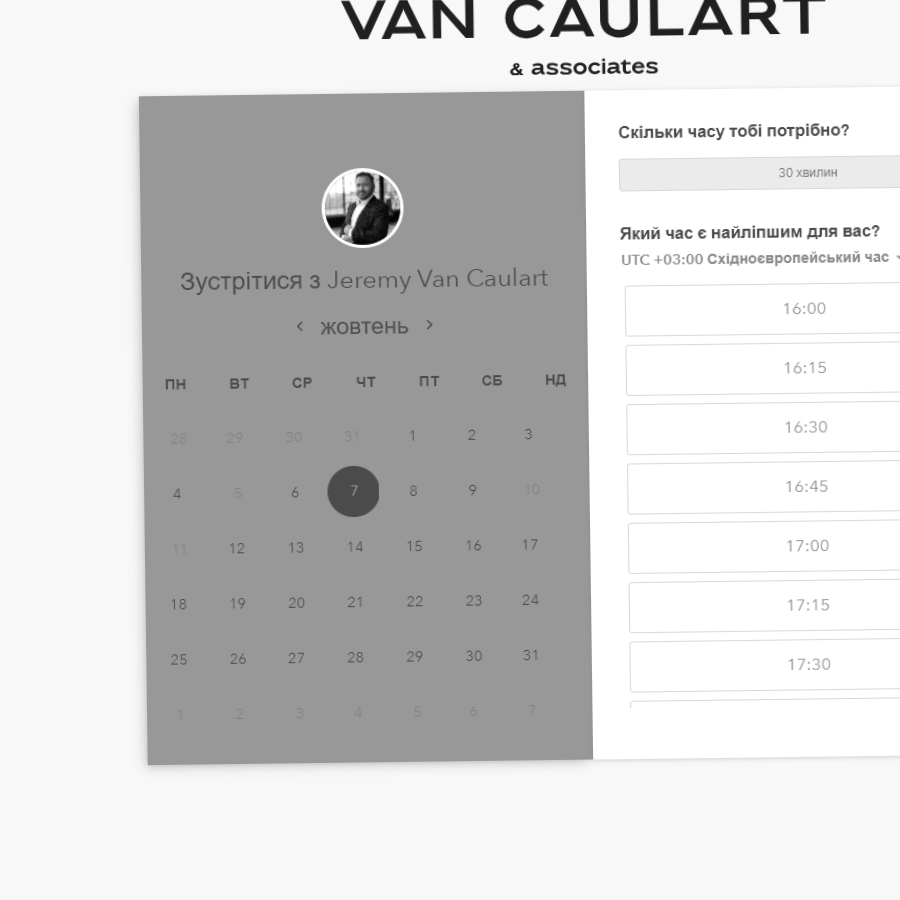 VAN CAULART
& associates
Зустрітися з Jeremy Van Caulart
‹ жовтень ›
ПН ВТ СР ЧТ ПТ СБ НД
28 29 30 31 1 2 3
4 5 6 7 8 9 10
11 12 13 14 15 16 17
18 19 20 21 22 23 24
25 26 27 28 29 30 31
1 2 3 4 5 6 7
Скільки часу тобі потрібно?
30 хвилин
Який час є найліпшим для вас?
UTC +03:00 Східноєвропейський час
16:00
16:15
16:30
16:45
17:00
17:15
17:30